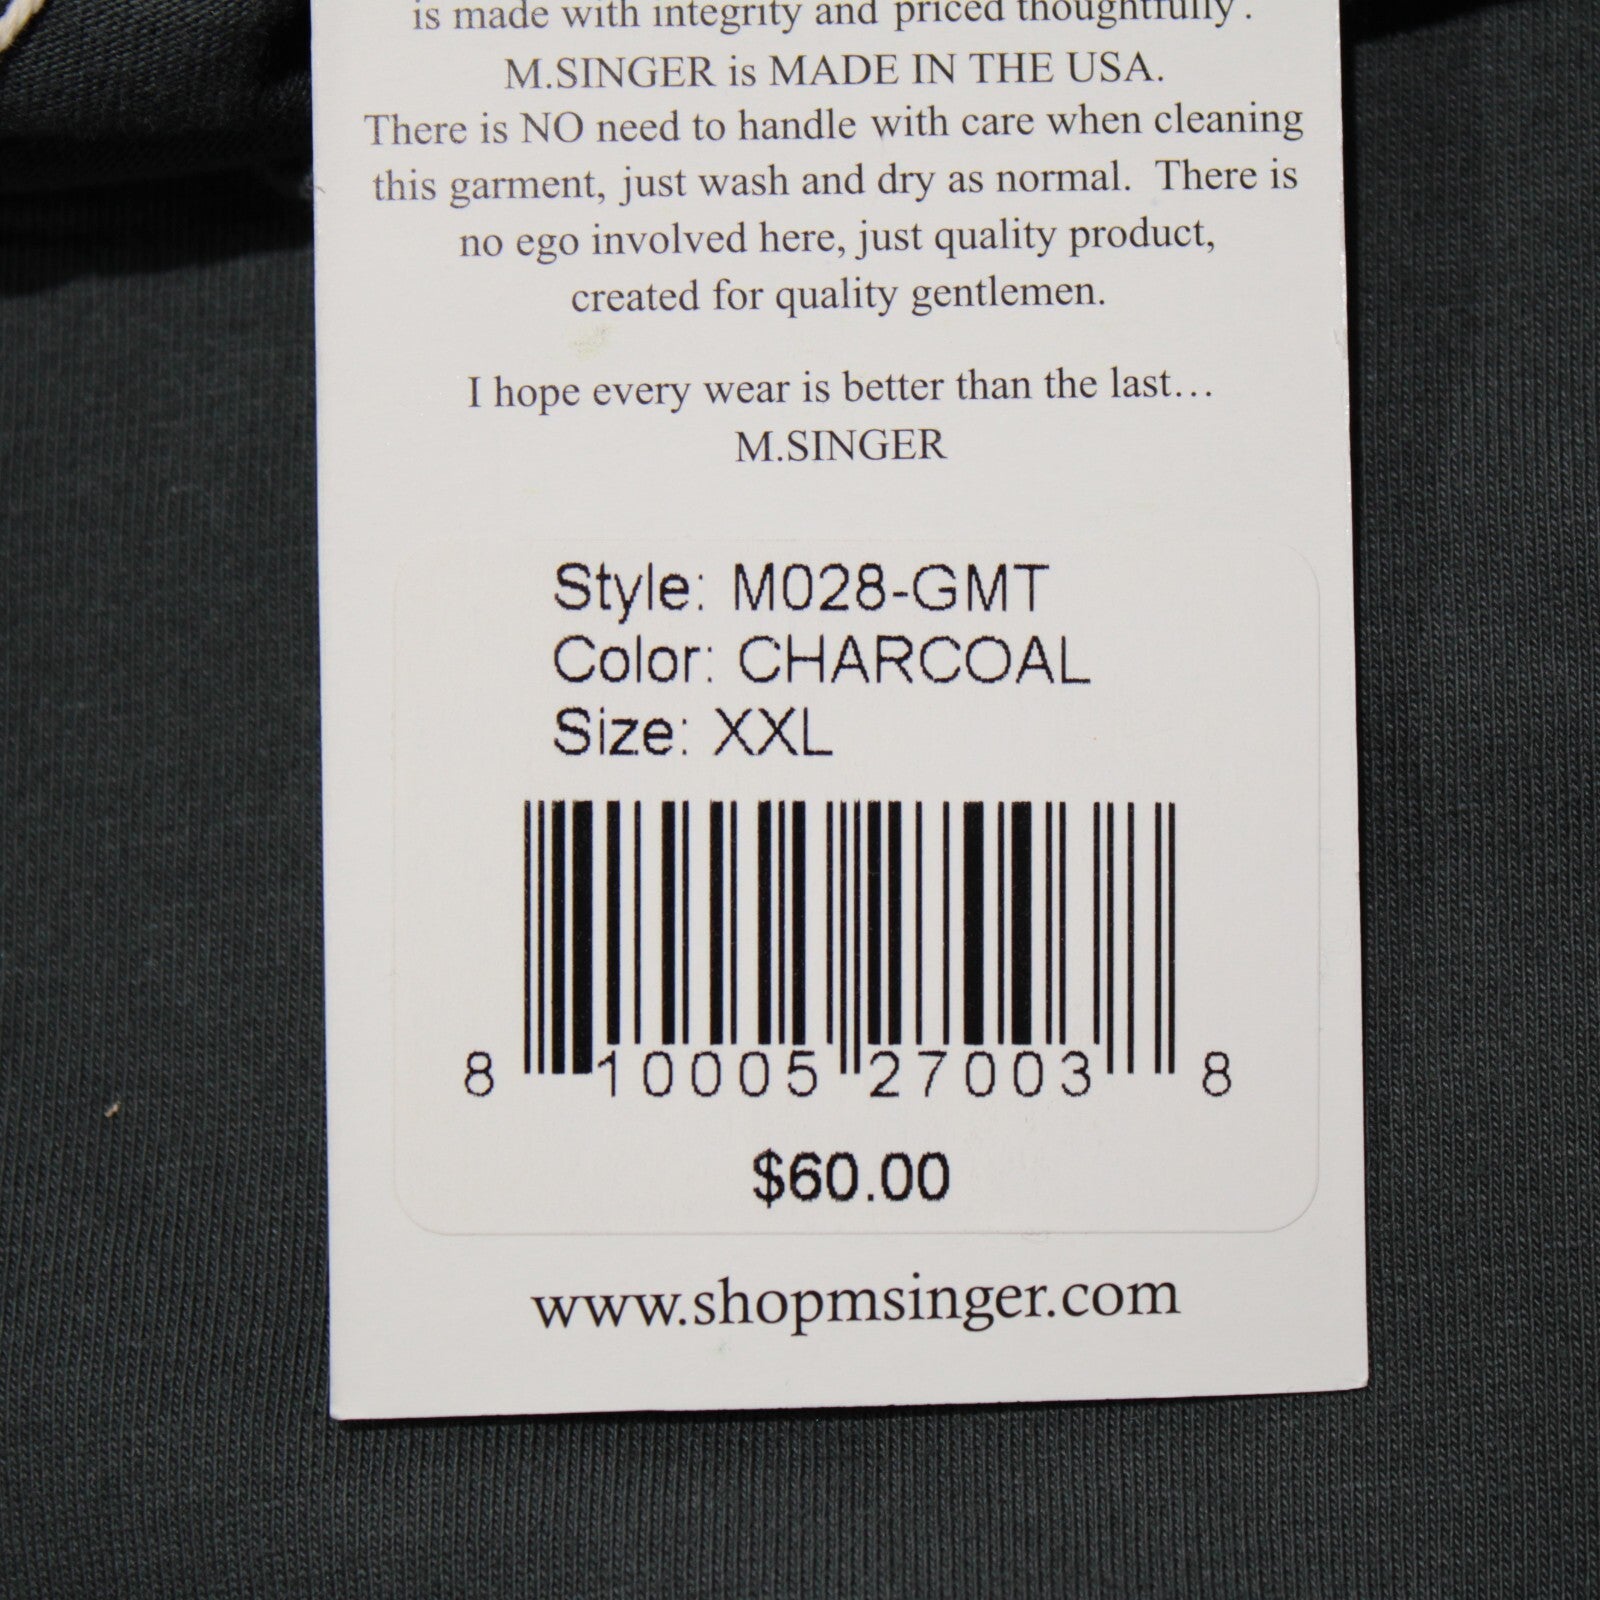 is made with integrity and priced thoughtfully.
M.SINGER is MADE IN THE USA.
There is NO need to handle with care when cleaning
this garment, just wash and dry as normal. There is
no ego involved here, just quality product,
created for quality gentlemen.
I hope every wear is better than the last...
M.SINGER
Style: M028-GMT
Color: CHARCOAL
Size: XXL
8 10005 27003 8
$60.00
www.shopmsinger.com